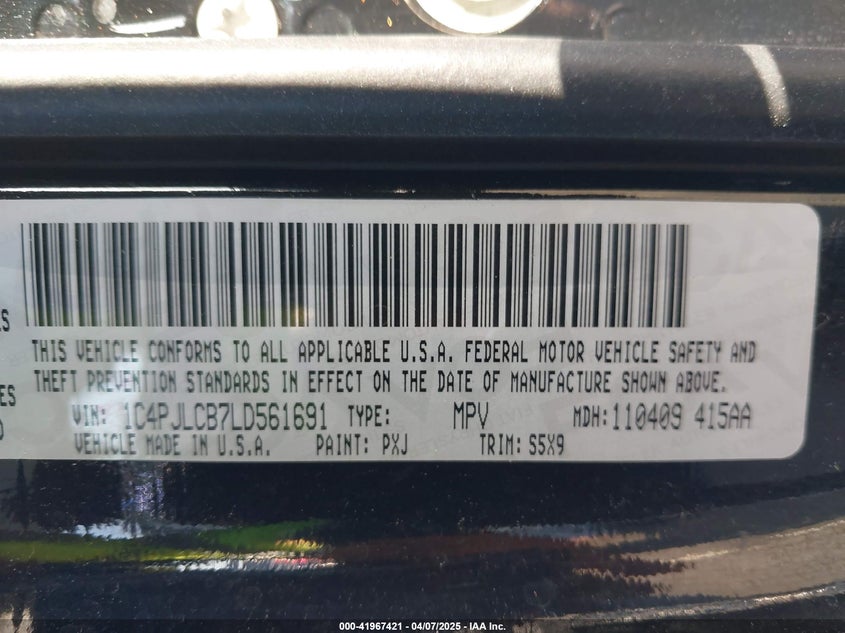 ES
THIS VEHICLE CONFORMS TO ALL APPLICABLE U.S.A. FEDERAL MOTOR VEHICLE SAFETY AND
THEFT PREVENTION STANDARDS IN EFFECT ON THE DATE OF MANUFACTURE SHOWN ABOVE.
VIN: 1C4PJLCB7LD561691 TYPE: MPV MDH: 110409 415AA
VEHICLE MADE IN U.S.A. PAINT: PXJ TRIM: S5X9
000-41967421 - 04/07/2025 - IAA Inc.